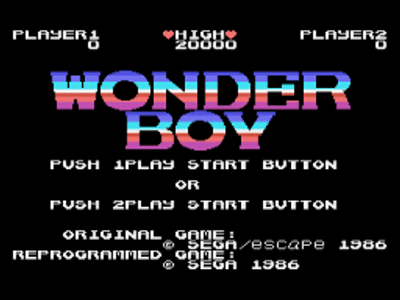 PLAYER1 ❤HIGH❤ PLAYER2
0 20000 0
WONDER
BOY
PUSH 1PLAY START BUTTON
OR
PUSH 2PLAY START BUTTON
ORIGINAL GAME:
© SEGA/escape 1986
REPROGRAMMED GAME:
© SEGA 1986